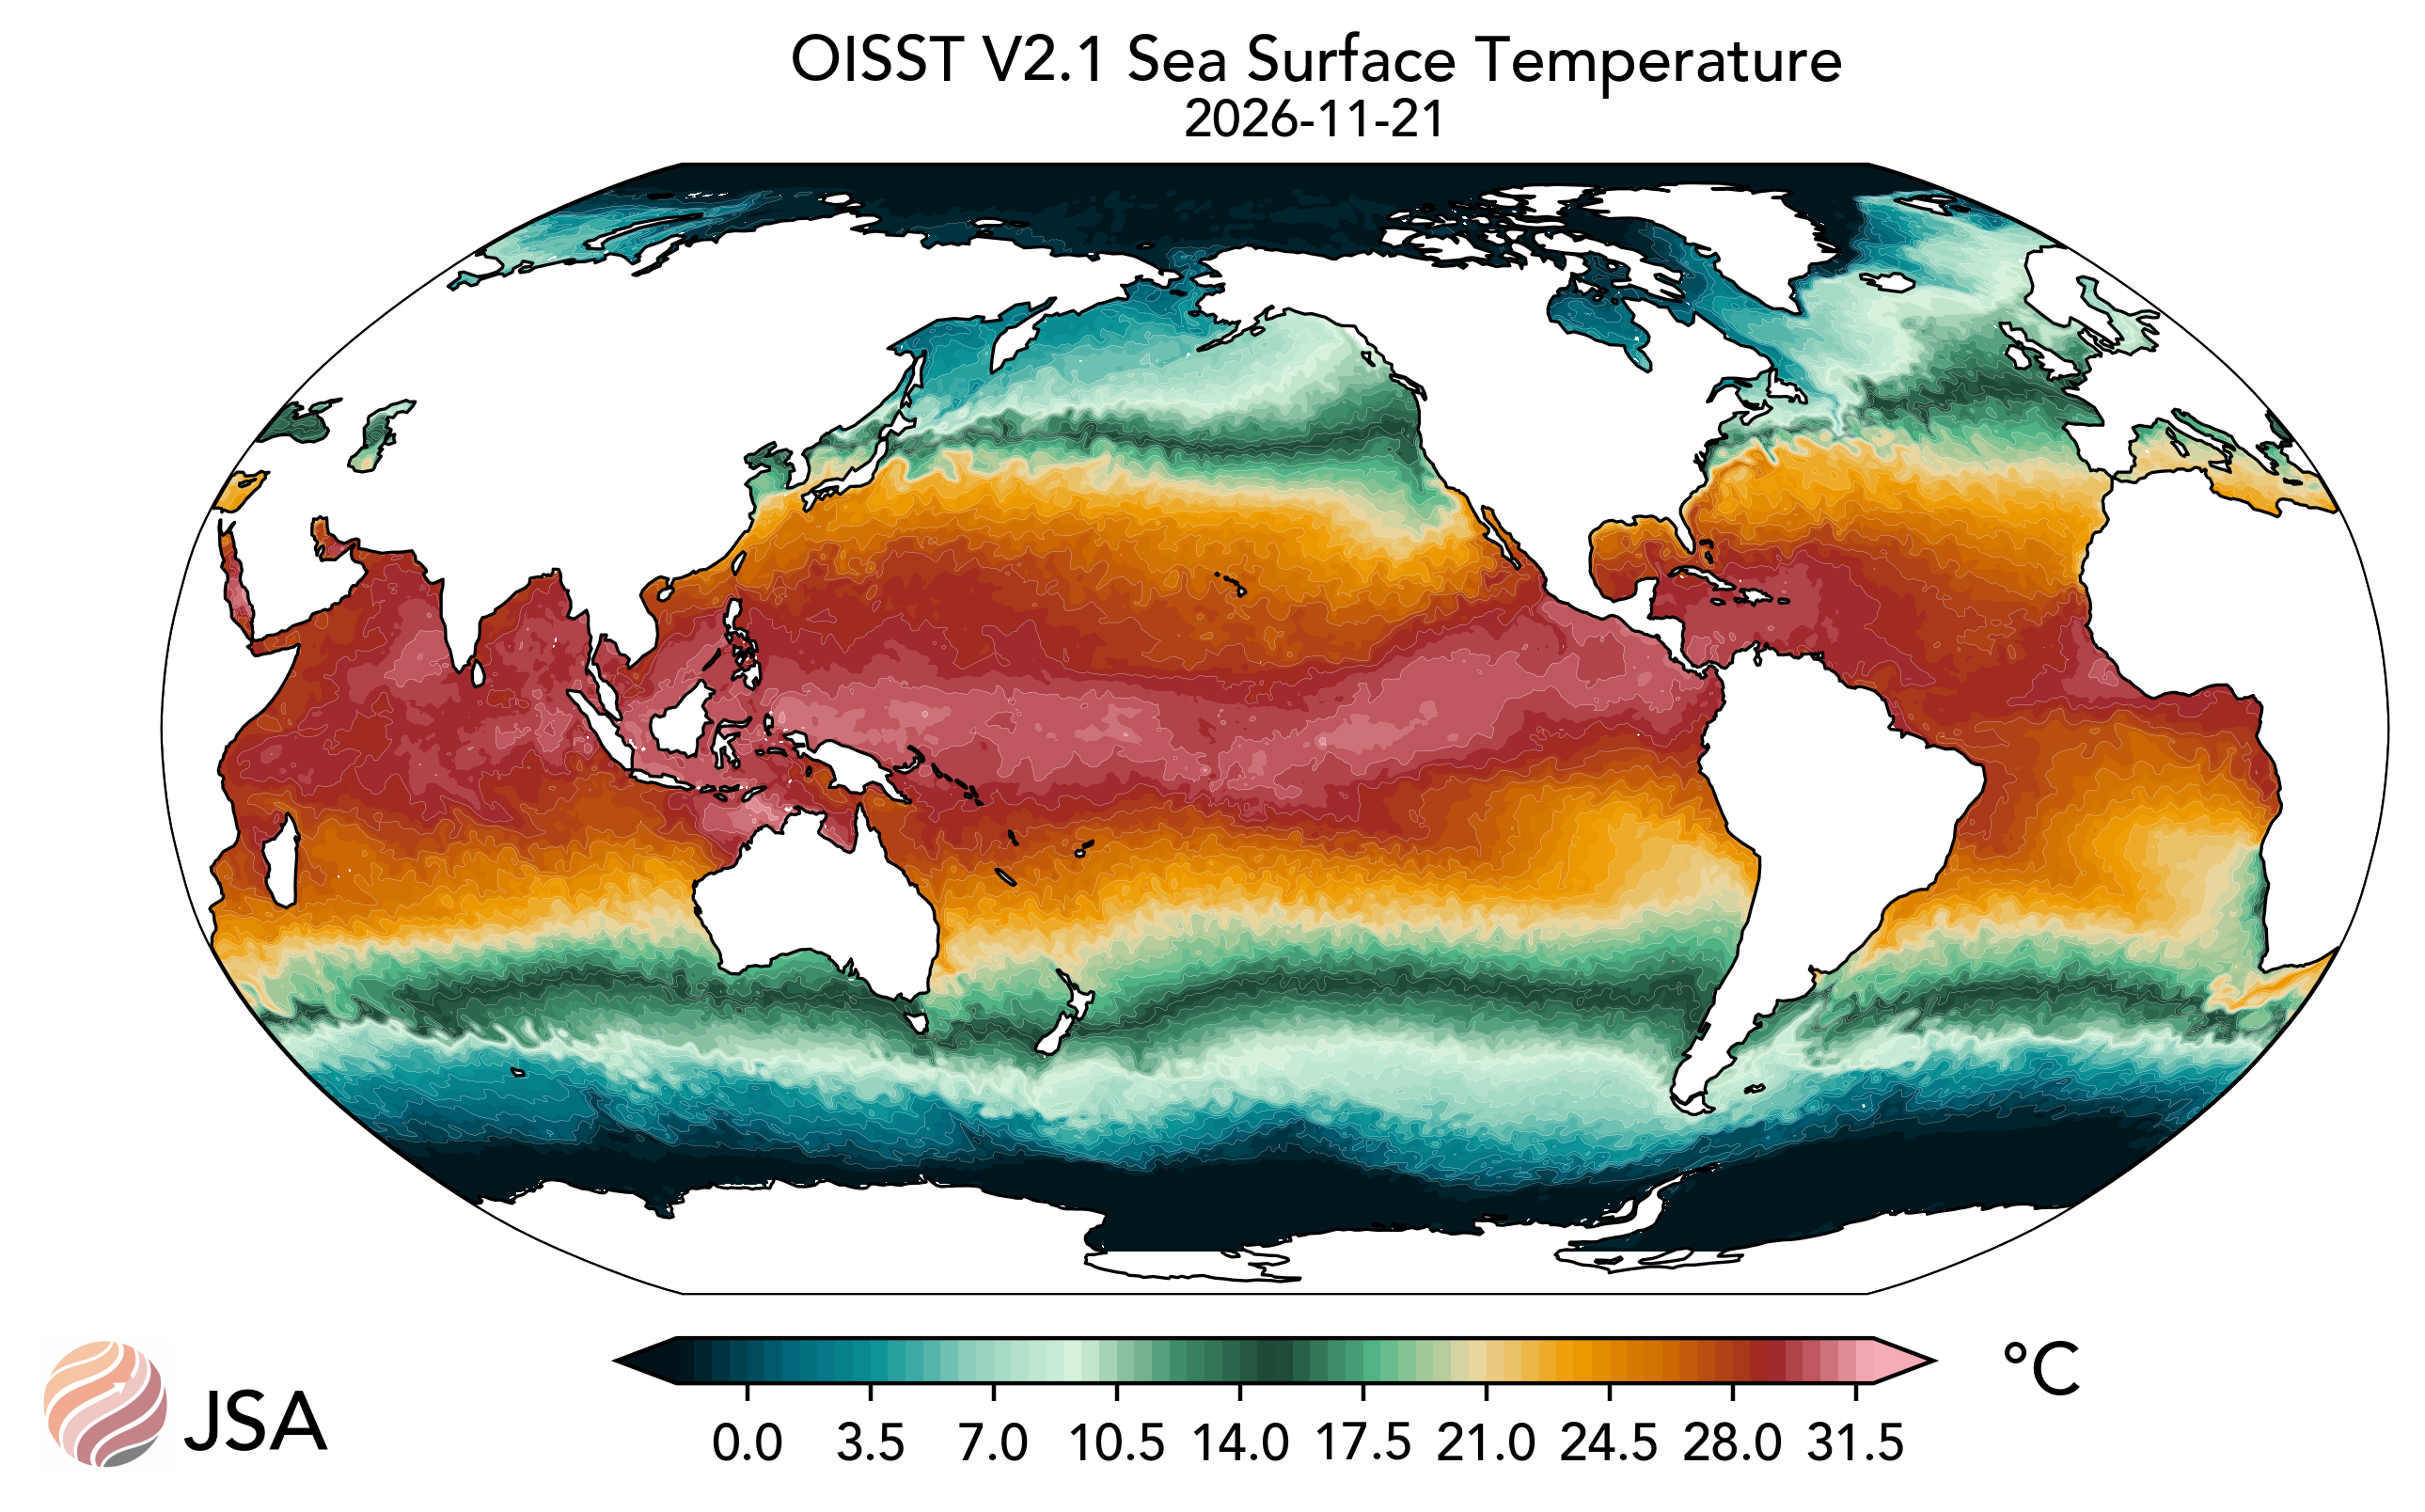 OISST V2.1 Sea Surface Temperature
2026-11-21
°C
0.0 3.5 7.0 10.5 14.0 17.5 21.0 24.5 28.0 31.5
JSA